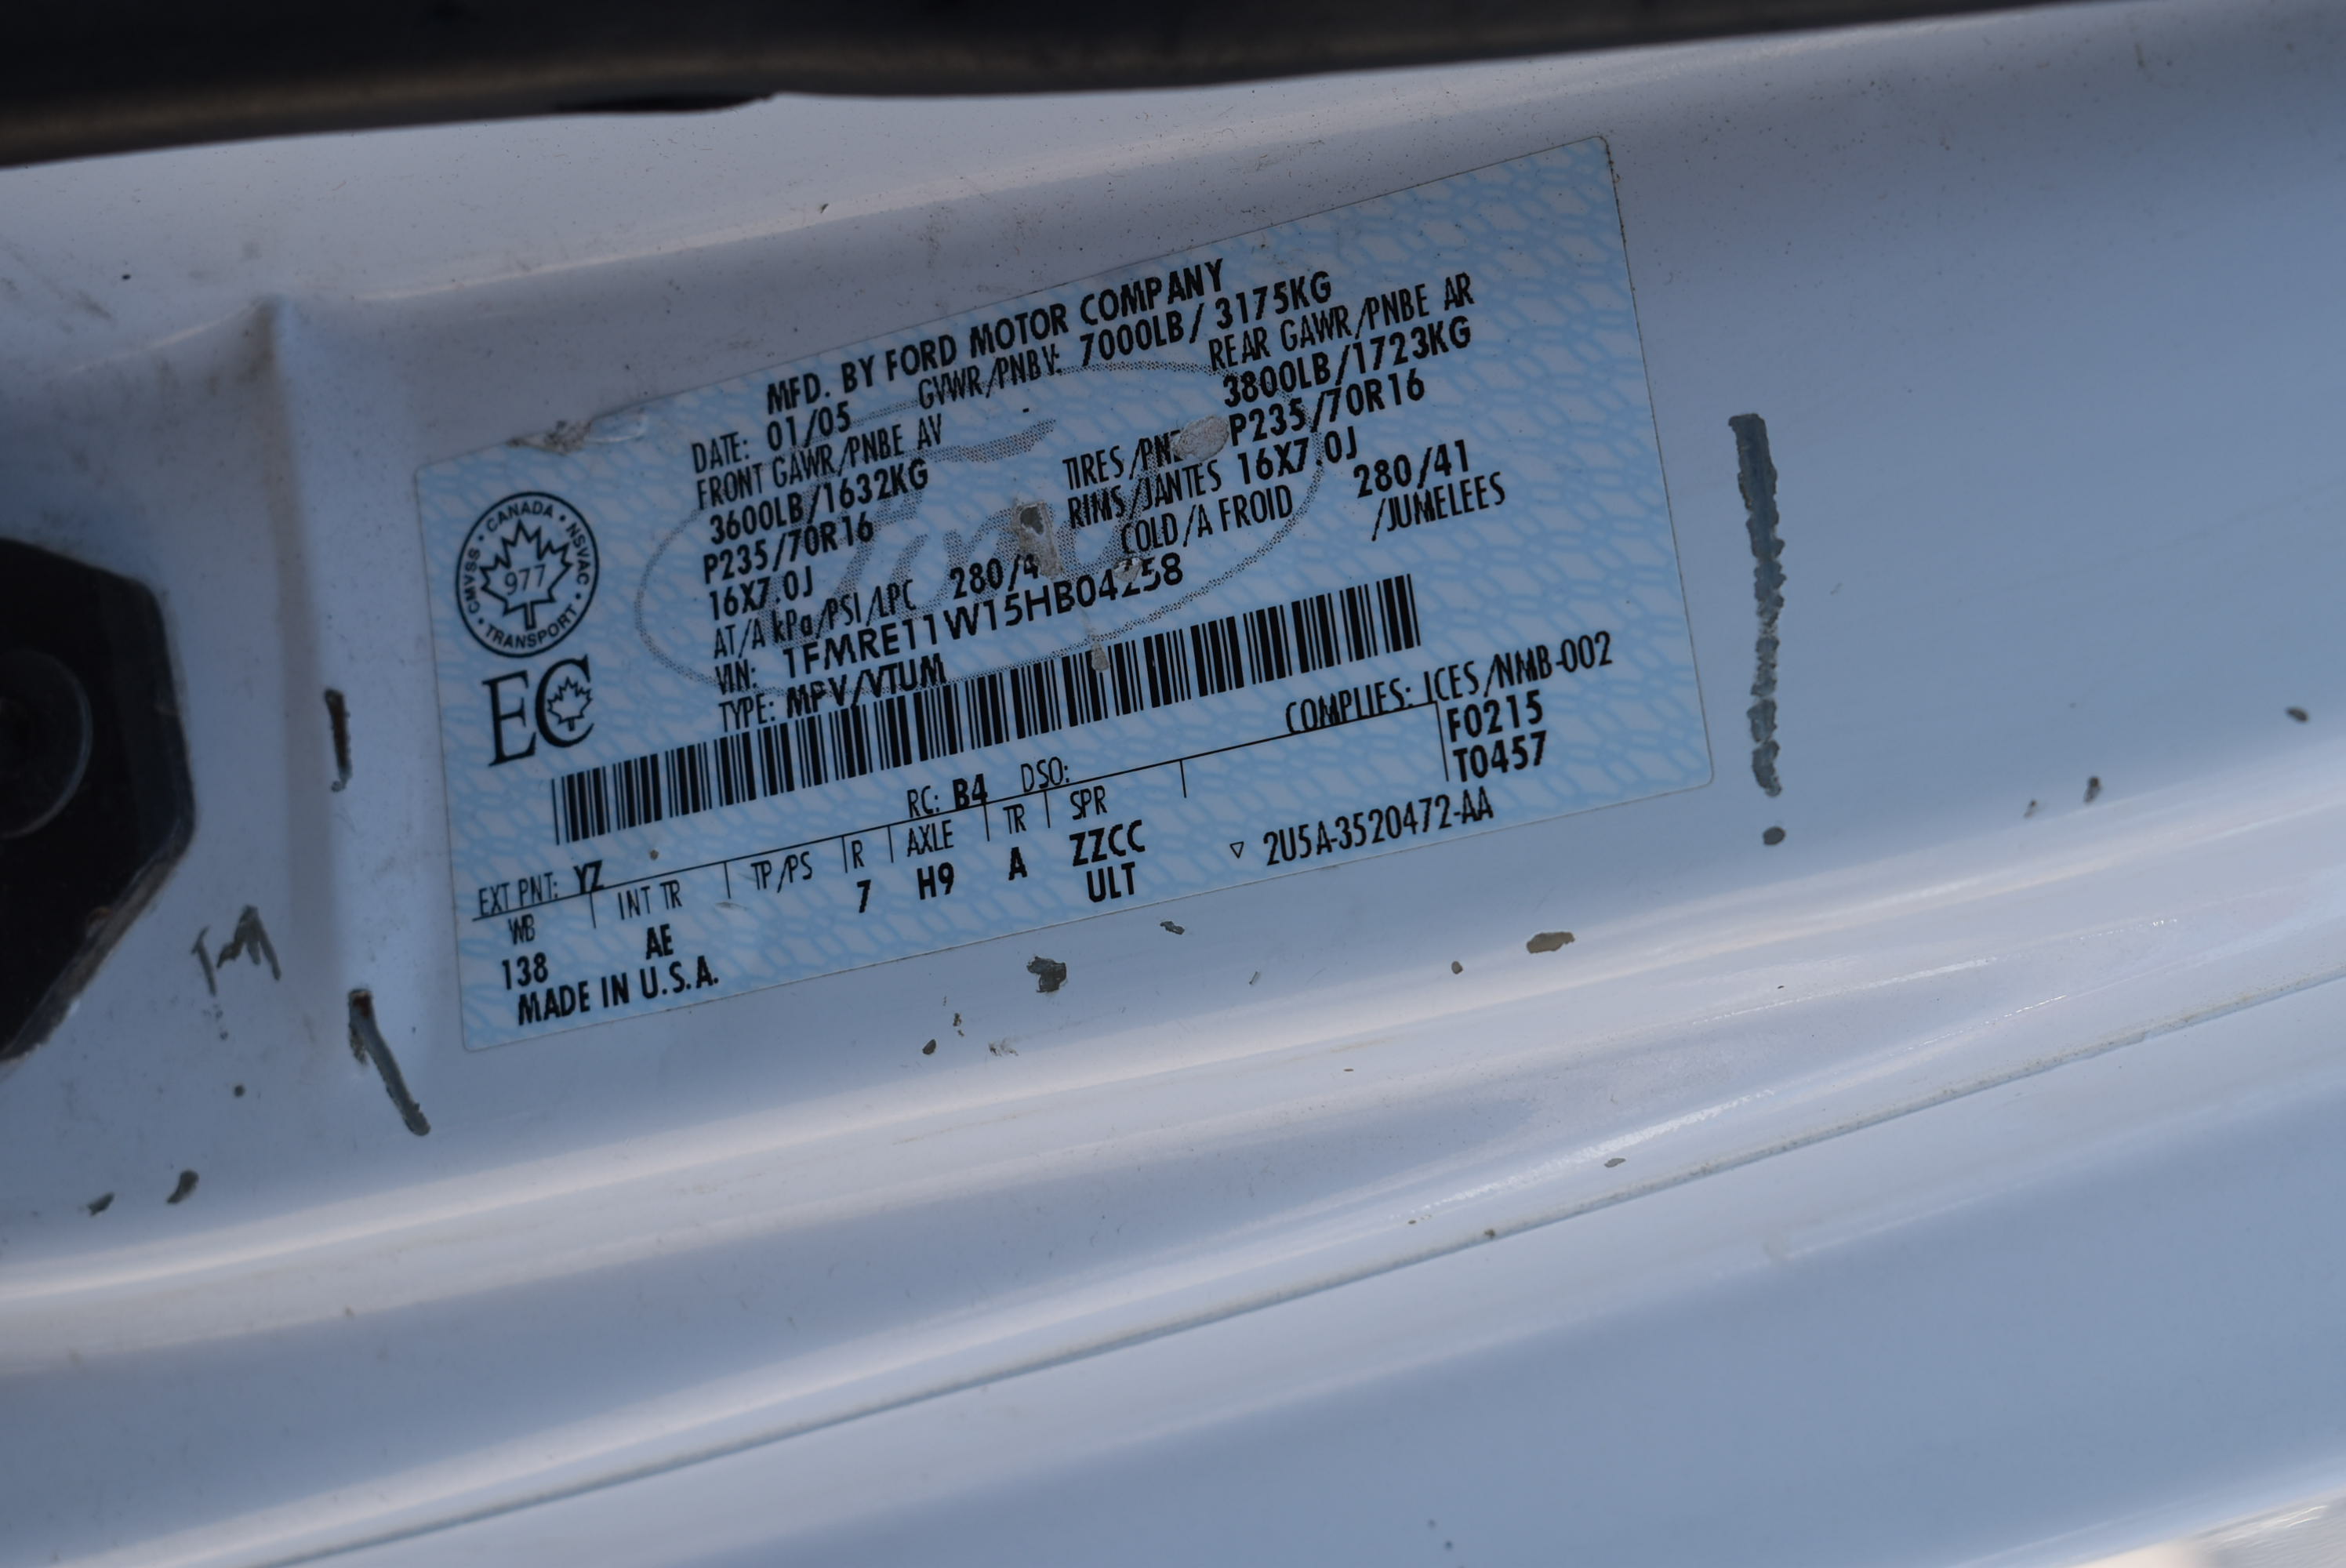 MFD. BY FORD MOTOR COMPANY
DATE: 01/05 GVWR/PNBV: 7000LB/ 3175KG
FRONT GAWR/PNBE AV REAR GAWR/PNBE AR
3600LB/1632KG 3800LB/1723KG
P235/70R16 TIRES P235/70R16
16X7.0J RIMS/JANTES 16X7.0J
AT/A kPa/PSI/LPC COLD/A FROID 280/41
VIN: /JUMELEES
TYPE: MPV/VTUM
CANADA • NSVAC • TRANSPORT • CMVSS •
977
EC
COMPLIES: ICES/NMB-002
F0215
T0457
RC: B4 DSO:
EXT PNT: YZ
WB INT TR TP/PS R AXLE TR SPR
138 AE 7 H9 A ZZCC
ULT
MADE IN U.S.A.
▽ 2U5A-3520472-AA